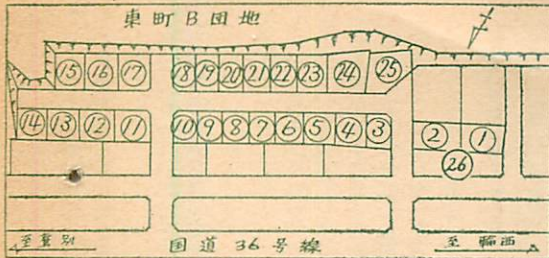 東町B団地
⑮ ⑯ ⑰ ⑱ ⑲ ⑳ ㉑ ㉒ ㉓ ㉔ ㉕
⑭ ⑬ ⑫ ⑪ ⑩ ⑨ ⑧ ⑦ ⑥ ⑤ ④ ③ ② ①
㉖
至登別 国道36号線 至輪西